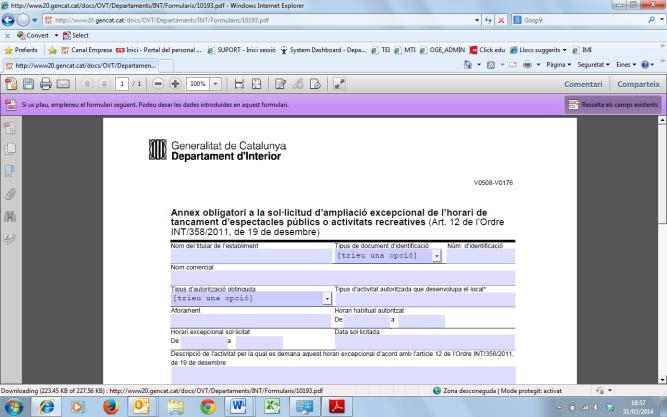 http://www20.gencat.cat/docs/OVT/Departaments/INT/Formularis/10193.pdf - Windows Internet Explorer
http://www20.gencat.cat/docs/OVT/Departaments/INT/Formularis/10193.pdf
Google
Convert Select
Preferits Canal Empresa Inici - Portal del personal ... SUPORT - Inici sessió System Dashboard - Depa... TEI MTI OGE_ADMIN Click edu Llocs suggerits IMI
http://www20.gencat.cat/docs/OVT/Departamen...
Pàgina Seguretat Eines
1 / 1 100% Comentari Comparteix
Si us plau, empleneu el formulari següent. Podeu desar les dades introduïdes en aquest formulari.
Ressalta els camps existents
Generalitat de Catalunya
Departament d'Interior
V0508-V0176
Annex obligatori a la sol·licitud d'ampliació excepcional de l'horari de
tancament d'espectacles públics o activitats recreatives (Art. 12 de l'Ordre
INT/358/2011, de 19 de desembre)
Nom del titular de l'establiment Tipus de document d'identificació Núm. d'identificació
[trieu una opció]
Nom comercial
Tipus d'autorització obtinguda Tipus d'activitat autoritzada que desenvolupa el local*
[trieu una opció]
Aforament Horari habitual autoritzat
De a
Horari excepcional sol·licitat Data sol·licitada
De a
Descripció de l'activitat per la qual es demana aquest horari excepcional d'acord amb l'article 12 de l'Ordre INT/358/2011,
de 19 de desembre
Downloading (223.45 KB of 227.56 KB) : http://www20.gencat.cat/docs/OVT/Departaments/INT/Formularis/10193.pdf
Zona desconeguda | Mode protegit: activat
18:57
31/03/2014